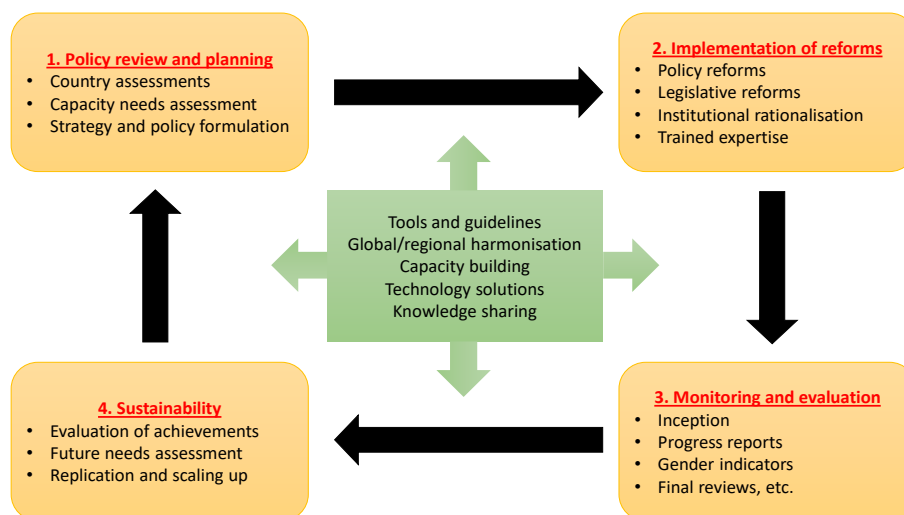 1. Policy review and planning
• Country assessments
• Capacity needs assessment
• Strategy and policy formulation
2. Implementation of reforms
• Policy reforms
• Legislative reforms
• Institutional rationalisation
• Trained expertise
Tools and guidelines
Global/regional harmonisation
Capacity building
Technology solutions
Knowledge sharing
4. Sustainability
• Evaluation of achievements
• Future needs assessment
• Replication and scaling up
3. Monitoring and evaluation
• Inception
• Progress reports
• Gender indicators
• Final reviews, etc.